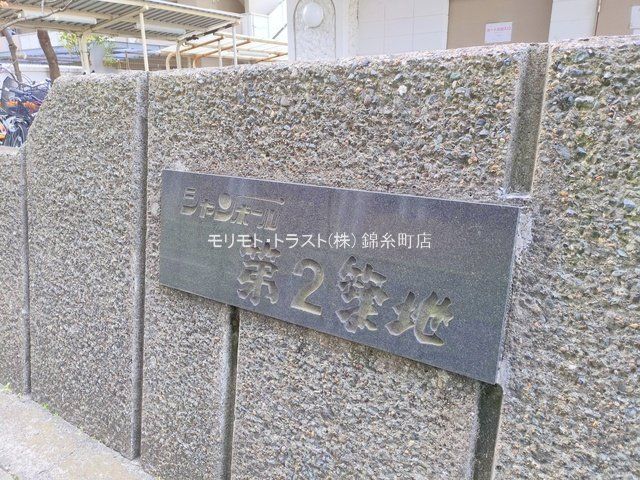 シャンボール
モリモト・トラスト(株) 錦糸町店
第2築地